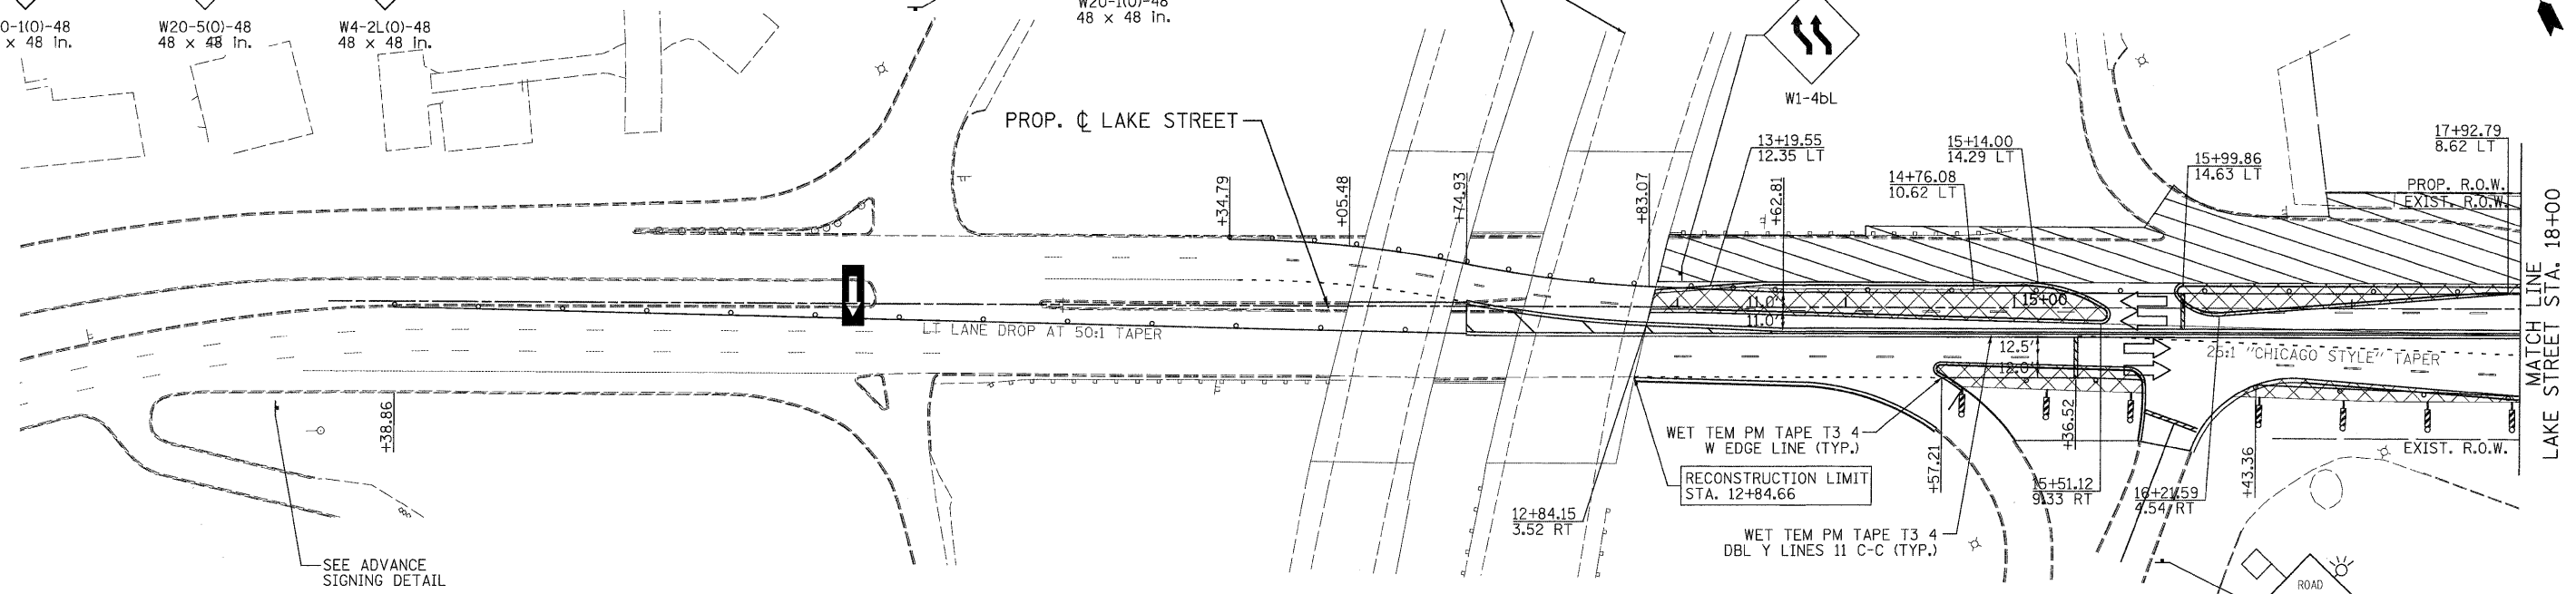 0-1(O)-48
x 48 in.
W20-5(O)-48
48 x 48 in.
W4-2L(O)-48
48 x 48 in.
W20-1(O)-48
48 x 48 in.
W1-4bL
PROP. ℄ LAKE STREET
13+19.55
12.35 LT
15+14.00
14.29 LT
14+76.08
10.62 LT
15+99.86
14.63 LT
17+92.79
8.62 LT
PROP. R.O.W.
EXIST. R.O.W.
+34.79
+05.48
+74.93
+83.07
+62.81
11.0'
11.0'
15+00
12.5'
12.0'
LT LANE DROP AT 50:1 TAPER
25:1 "CHICAGO STYLE" TAPER
MATCH LINE
LAKE STREET STA. 18+00
+38.86
WET TEM PM TAPE T3 4
W EDGE LINE (TYP.)
RECONSTRUCTION LIMIT
STA. 12+84.66
12+84.15
3.52 RT
WET TEM PM TAPE T3 4
DBL Y LINES 11 C-C (TYP.)
+57.21
+36.52
15+51.12
9.33 RT
16+21.59
4.54 RT
+43.36
EXIST. R.O.W.
SEE ADVANCE
SIGNING DETAIL
ROAD